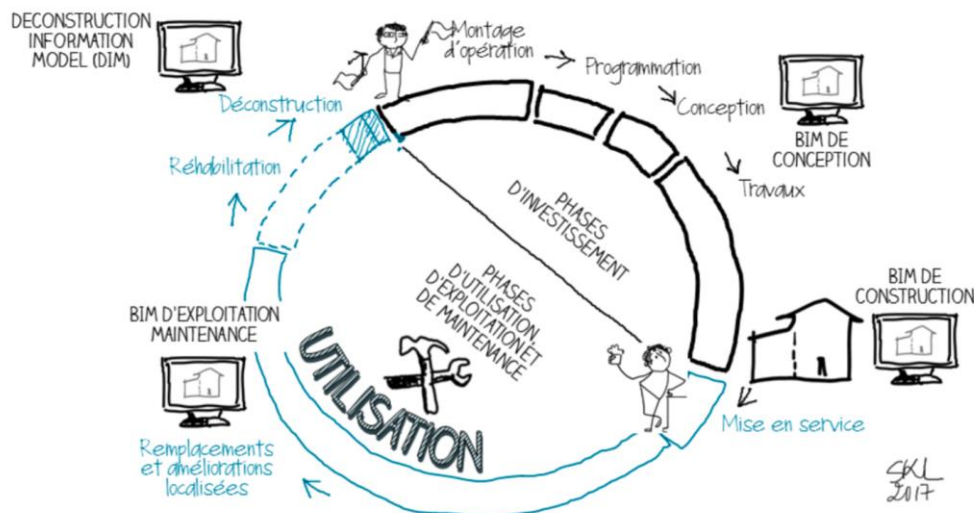 DECONSTRUCTION
INFORMATION
MODEL (DIM)
Montage
d'opération
Programmation
Conception
BIM DE
CONCEPTION
Travaux
PHASES
D'INVESTISSEMENT
BIM DE
CONSTRUCTION
Mise en service
PHASES
D'UTILISATION,
D'EXPLOITATION ET
DE MAINTENANCE
UTILISATION
Remplacements
et améliorations
localisées
BIM D'EXPLOITATION
MAINTENANCE
Réhabilitation
Déconstruction
2017